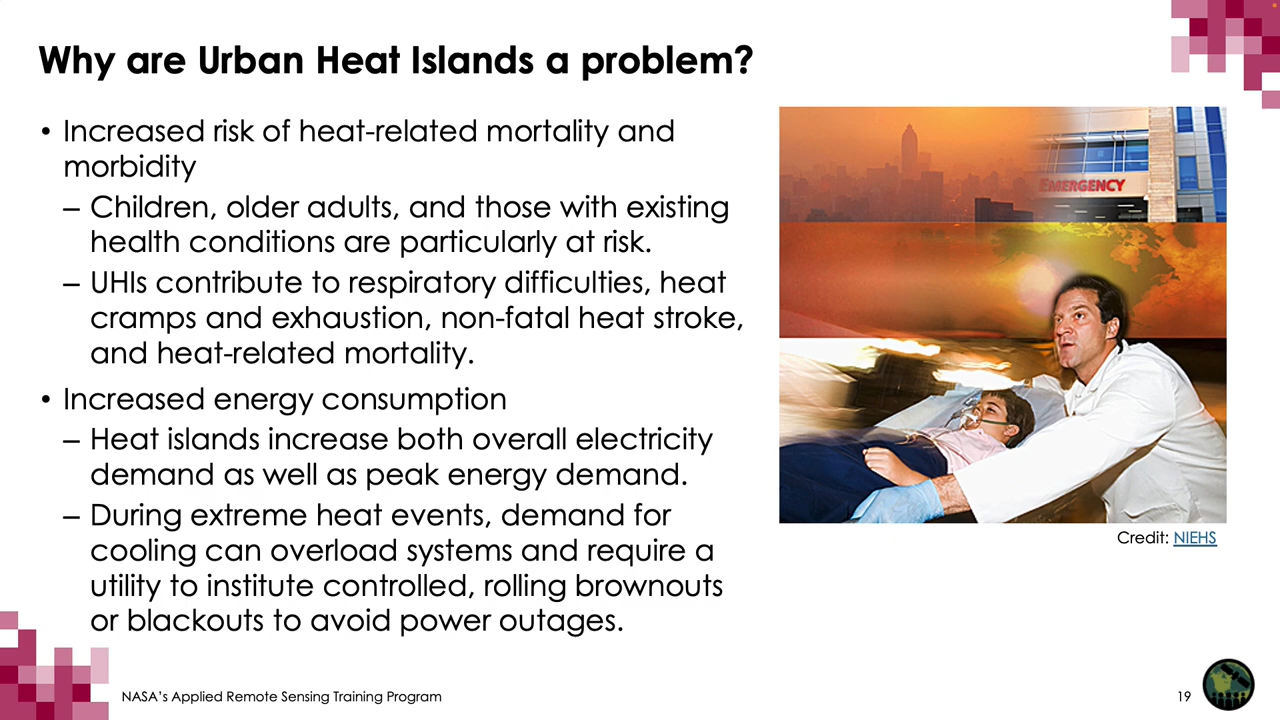 Why are Urban Heat Islands a problem?
• Increased risk of heat-related mortality and
morbidity
– Children, older adults, and those with existing
health conditions are particularly at risk.
– UHIs contribute to respiratory difficulties, heat
cramps and exhaustion, non-fatal heat stroke,
and heat-related mortality.
• Increased energy consumption
– Heat islands increase both overall electricity
demand as well as peak energy demand.
– During extreme heat events, demand for
cooling can overload systems and require a
utility to institute controlled, rolling brownouts
or blackouts to avoid power outages.
EMERGENCY
Credit: NIEHS
NASA's Applied Remote Sensing Training Program
19